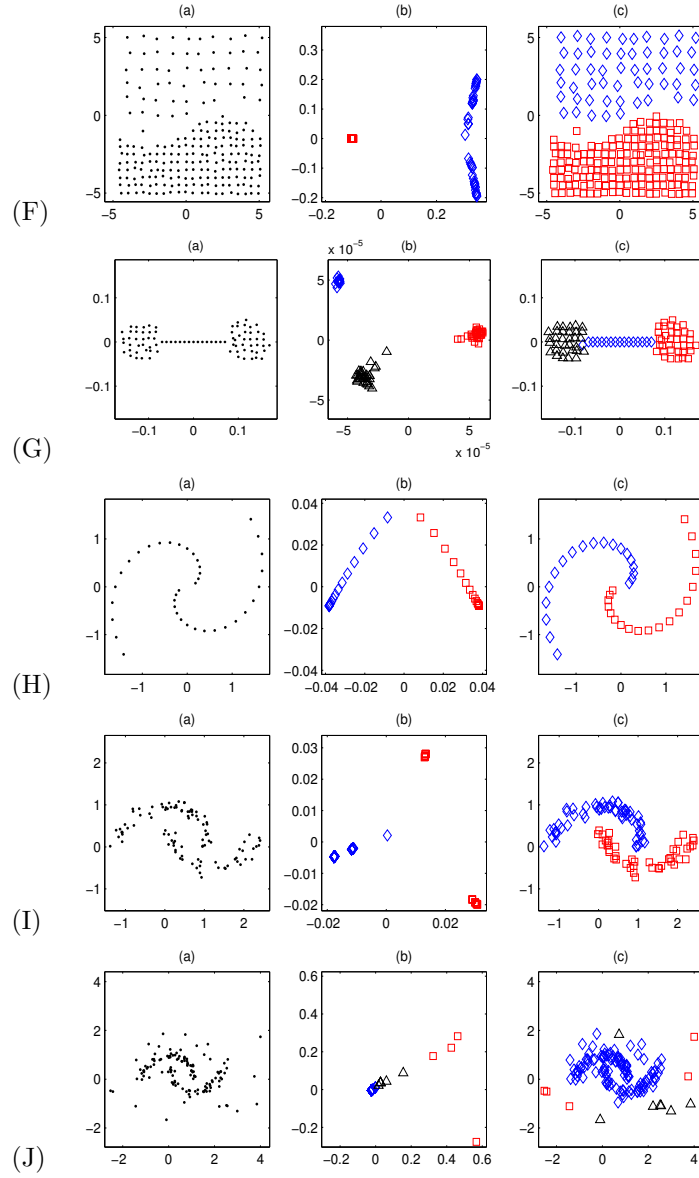 (a) (b) (c)
5 0 −5
−5 0 5
0.3 0.2 0.1 0 −0.1 −0.2
−0.2 0 0.2
5 0 −5
−5 0 5
(F)
(a) x 10⁻⁵ (b) (c)
0.1 0 −0.1
−0.1 0 0.1
5 0 −5
−5 0 5
x 10⁻⁵
0.1 0 −0.1
−0.1 0 0.1
(G)
(a) (b) (c)
1 0 −1
−1 0 1
0.04 0.02 0 −0.02 −0.04
−0.04 −0.02 0 0.02 0.04
1 0 −1
−1 0 1
(H)
(a) (b) (c)
2 1 0 −1
−1 0 1 2
0.03 0.02 0.01 0 −0.01 −0.02
−0.02 0 0.02
2 1 0 −1
−1 0 1 2
(I)
(a) (b) (c)
4 2 0 −2
−2 0 2 4
0.6 0.4 0.2 0 −0.2
0 0.2 0.4 0.6
4 2 0 −2
−2 0 2 4
(J)